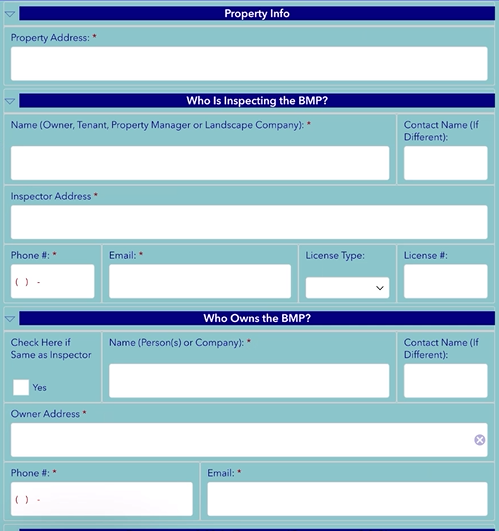 Property Info
Property Address: *
Who Is Inspecting the BMP?
Name (Owner, Tenant, Property Manager or Landscape Company): *
Contact Name (If
Different):
Inspector Address *
Phone #: *
Email: *
License Type:
License #:
( ) -
Who Owns the BMP?
Check Here if
Same as Inspector
Name (Person(s) or Company): *
Contact Name (If
Different):
Yes
Owner Address *
Phone #: *
Email: *
( ) -